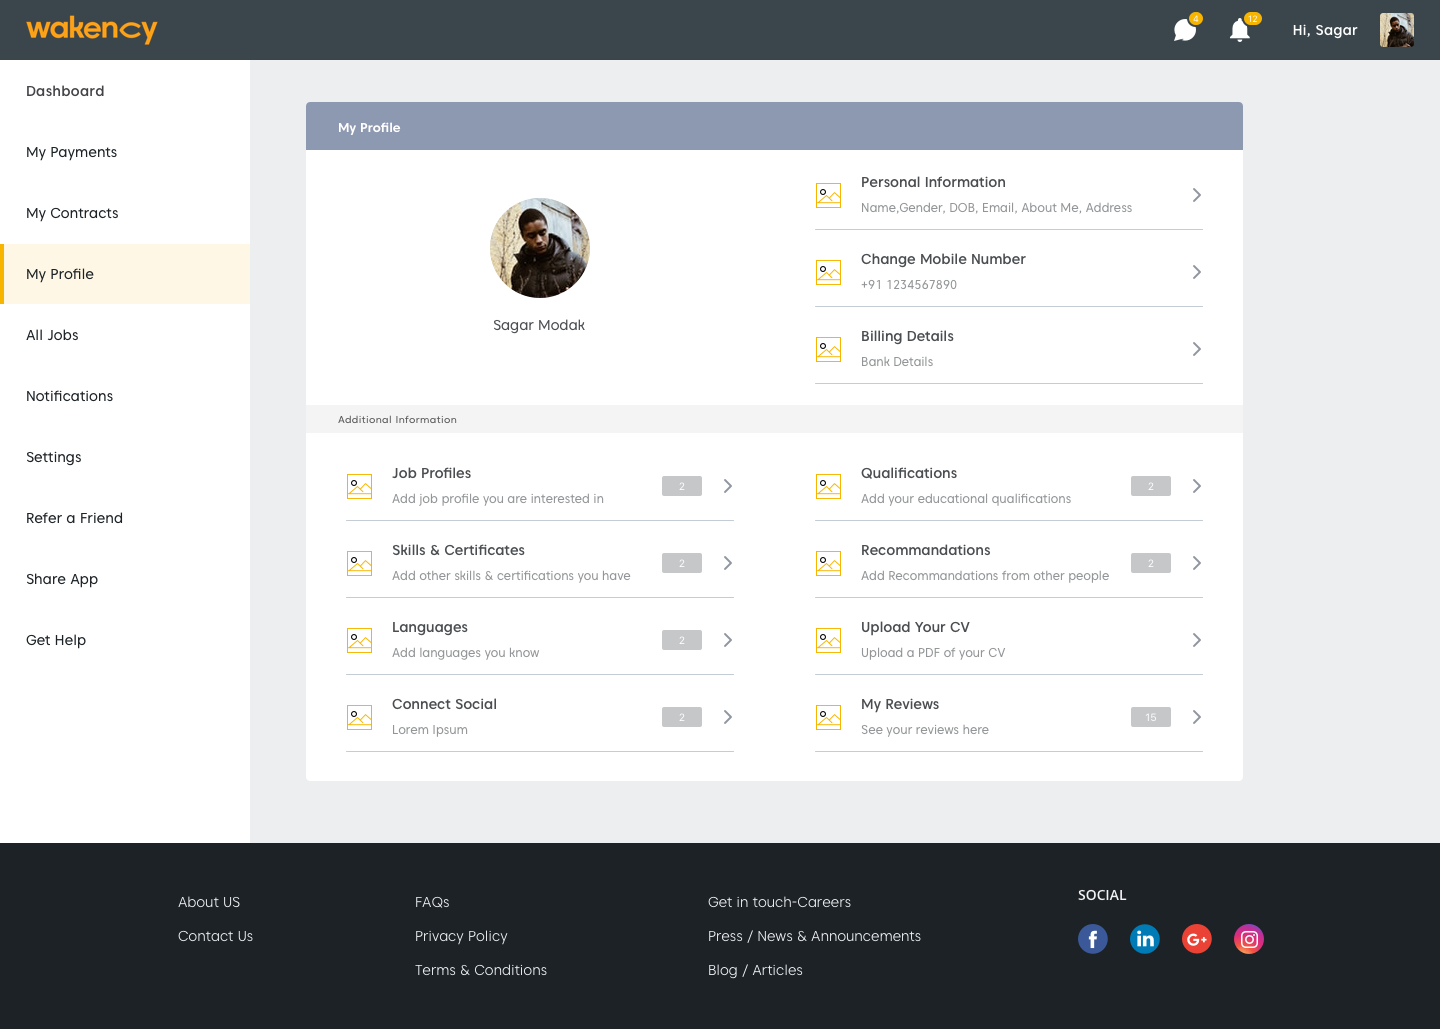 wakency
4
12
Hi, Sagar
Dashboard
My Payments
My Contracts
My Profile
All Jobs
Notifications
Settings
Refer a Friend
Share App
Get Help
My Profile
Sagar Modak
Personal Information
Name,Gender, DOB, Email, About Me, Address
Change Mobile Number
+91 1234567890
Billing Details
Bank Details
Additional Information
Job Profiles
Add job profile you are interested in
2
Qualifications
Add your educational qualifications
2
Skills & Certificates
Add other skills & certifications you have
2
Recommandations
Add Recommandations from other people
2
Languages
Add languages you know
2
Upload Your CV
Upload a PDF of your CV
Connect Social
Lorem Ipsum
2
My Reviews
See your reviews here
15
About US
Contact Us
FAQs
Privacy Policy
Terms & Conditions
Get in touch-Careers
Press / News & Announcements
Blog / Articles
SOCIAL
f
in
G+